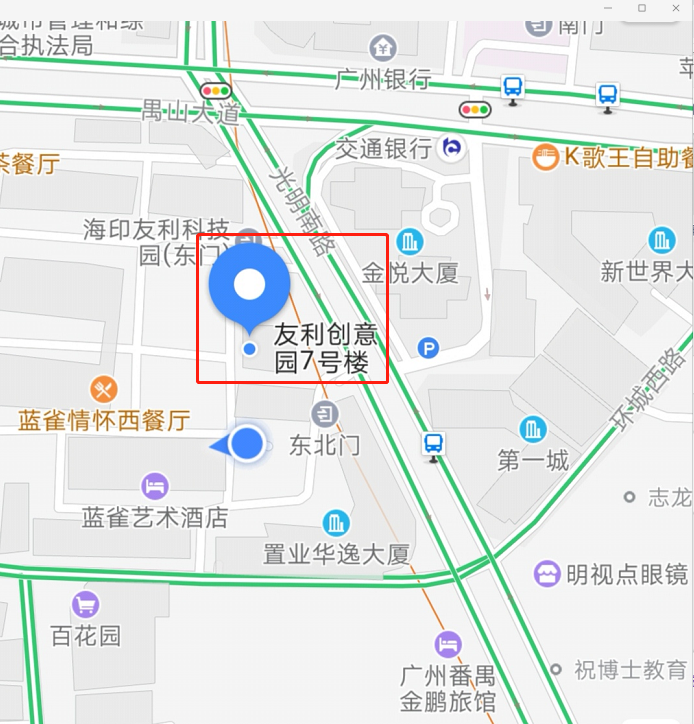 城市管理和综
合执法局
南门
广州银行
禺山大道
交通银行
K歌王自助餐
茶餐厅
光明南路
海印友利科技
园(东门)
金悦大厦
新世界大
友利创意
园7号楼
P
环城西路
蓝雀情怀西餐厅
东北门
第一城
志龙
蓝雀艺术酒店
置业华逸大厦
明视点眼镜
百花园
广州番禺
金鹏旅馆
祝博士教育